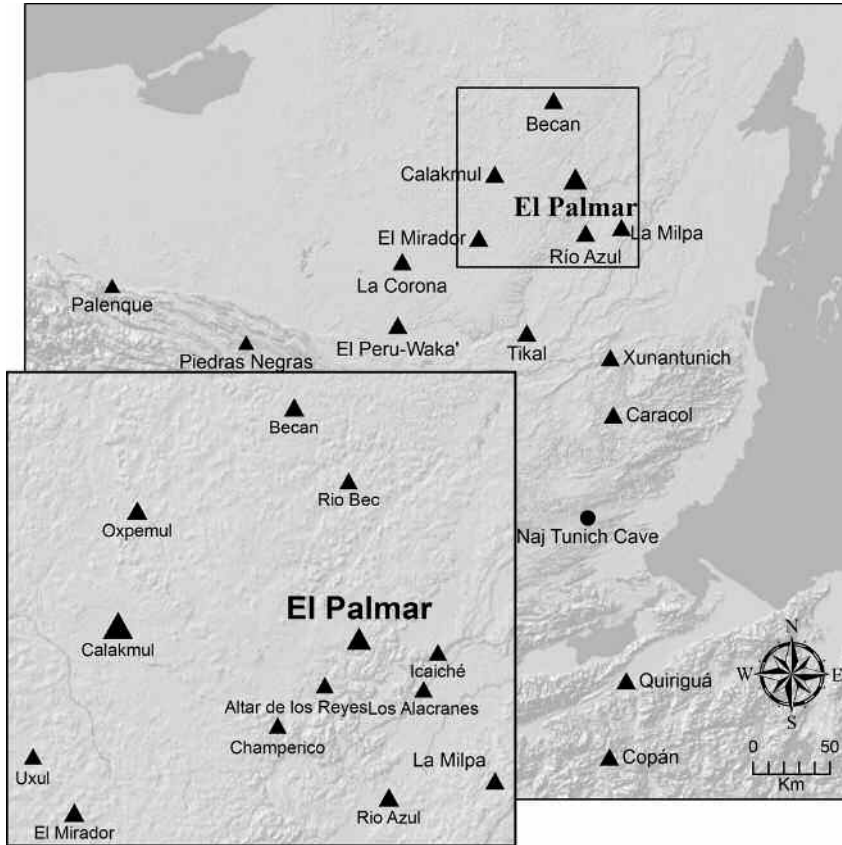 Becan
Calakmul
El Palmar
El Mirador
La Milpa
Río Azul
La Corona
Palenque
El Peru-Waka'
Tikal
Piedras Negras
Xunantunich
Caracol
Naj Tunich Cave
Quiriguá
Copán
N
W
E
S
0 50
Km
Becan
Rio Bec
Oxpemul
El Palmar
Calakmul
Icaiché
Altar de los Reyes
Los Alacranes
Champerico
La Milpa
Uxul
Rio Azul
El Mirador